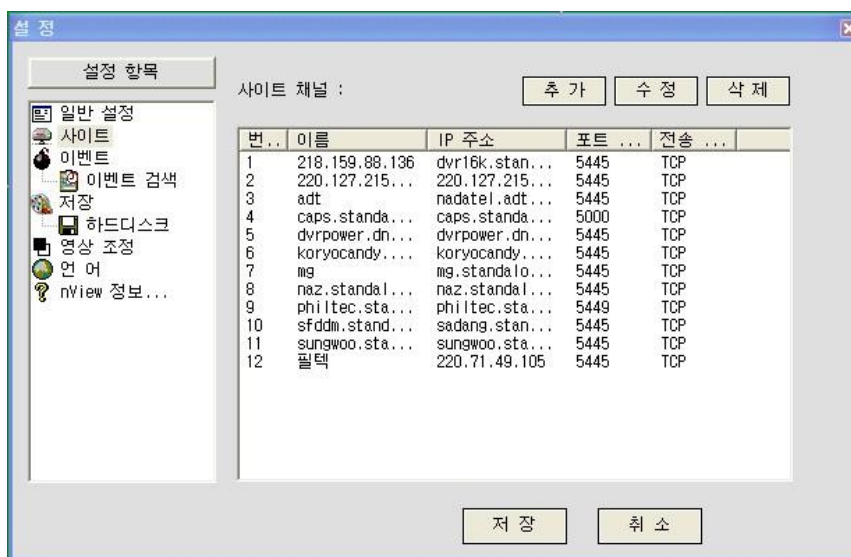 설 정
설정 항목
일반 설정
사이트
이벤트
이벤트 검색
저장
하드디스크
영상 조정
언 어
nView 정보...
사이트 채널 :
추 가 수 정 삭 제
번.. 이름 IP 주소 포트 ... 전송 ...
1 218.159.88.136 dvr16k.stan... 5445 TCP
2 220.127.215... 220.127.215... 5445 TCP
3 adt nadatel.adt... 5445 TCP
4 caps.standa... caps.standa... 5000 TCP
5 dvrpower.dn... dvrpower.dn... 5445 TCP
6 koryocandy.... koryocandy.... 5445 TCP
7 mg mg.standalo... 5445 TCP
8 naz.standal... naz.standal... 5445 TCP
9 philtec.sta... philtec.sta... 5449 TCP
10 sfddm.stand... sadang.stan... 5445 TCP
11 sungwoo.sta... sungwoo.sta... 5445 TCP
12 필텍 220.71.49.105 5445 TCP
저 장 취 소